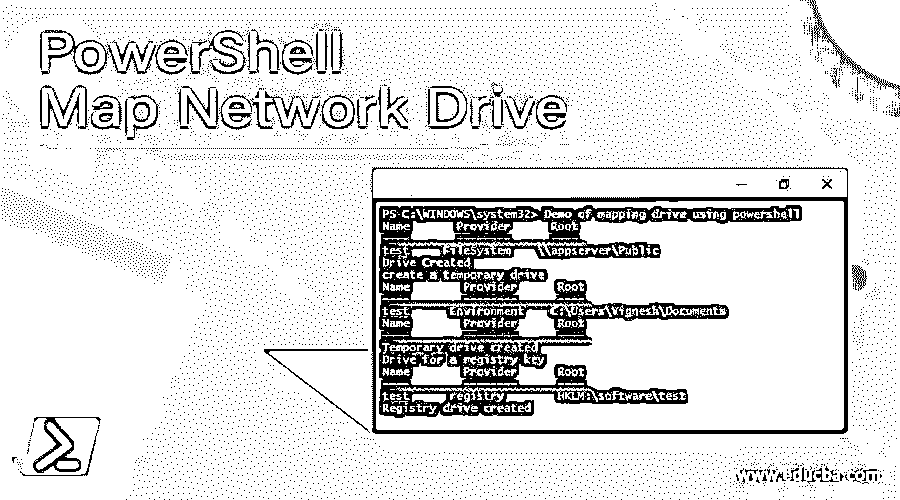 PowerShell
Map Network Drive
PS C:\WINDOWS\system32> Demo of mapping drive using powershell
Name Provider Root
test FileSystem \\appserver\Public
Drive Created
create a temporary drive
Name Provider Root
test Environment C:\Users\Vignesh\Documents
Name Provider Root
Temporary drive created
Drive for a registry key
Name Provider Root
test registry HKLM:\software\test
Registry drive created
www.educba.com